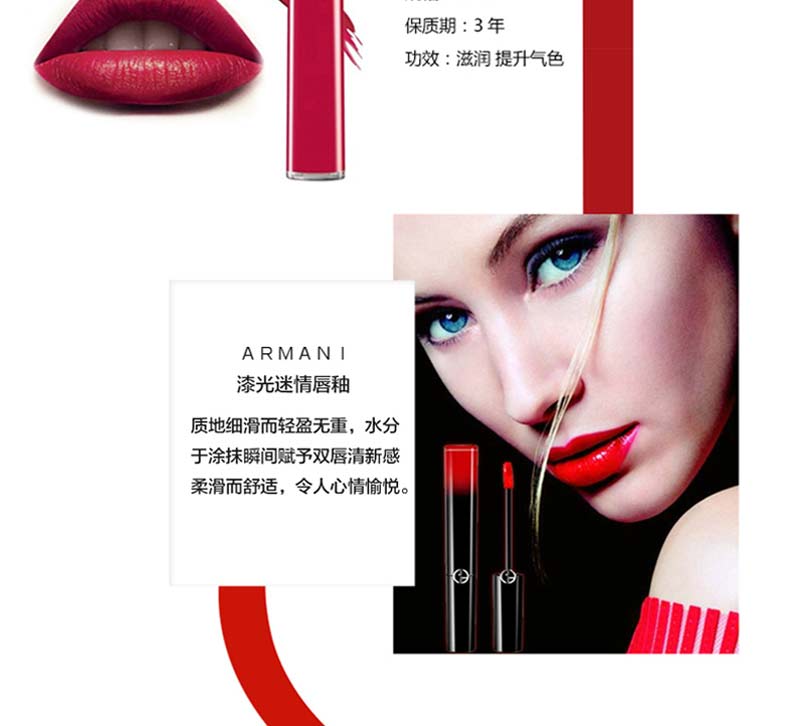 保质期：3 年
功效：滋润 提升气色
ARMANI
漆光迷情唇釉
质地细滑而轻盈无重，水分
于涂抹瞬间赋予双唇清新感
柔滑而舒适，令人心情愉悦。